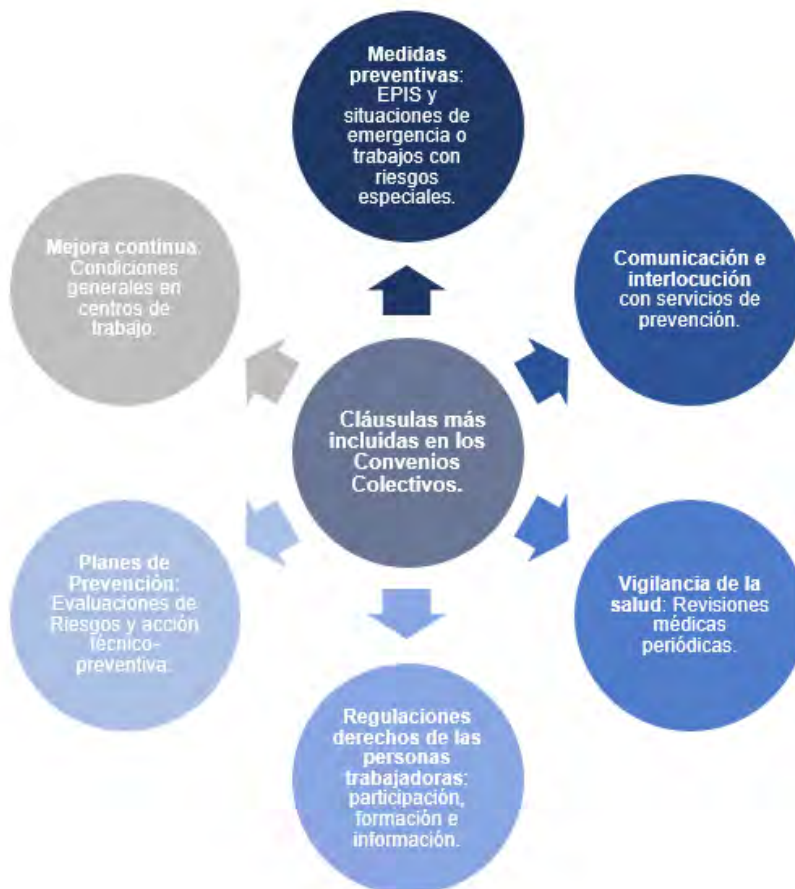 Medidas
preventivas:
EPIS y
situaciones de
emergencia o
trabajos con
riesgos
especiales.
Comunicación e
interlocución
con servicios de
prevención.
Vigilancia de la
salud: Revisiones
médicas
periódicas.
Regulaciones
derechos de las
personas
trabajadoras:
participación,
formación e
información.
Planes de
Prevención:
Evaluaciones de
Riesgos y acción
técnico-
preventiva.
Mejora continua:
Condiciones
generales en
centros de
trabajo.
Cláusulas más
incluidas en los
Convenios
Colectivos.